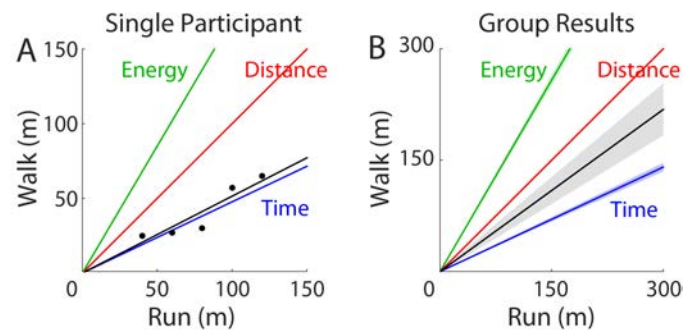 A Single Participant
150
Energy
Distance
100
Walk (m)
50
Time
0 50 100 150
Run (m)
B Group Results
300
Energy
Distance
Walk (m)
150
Time
0 150 300
Run (m)